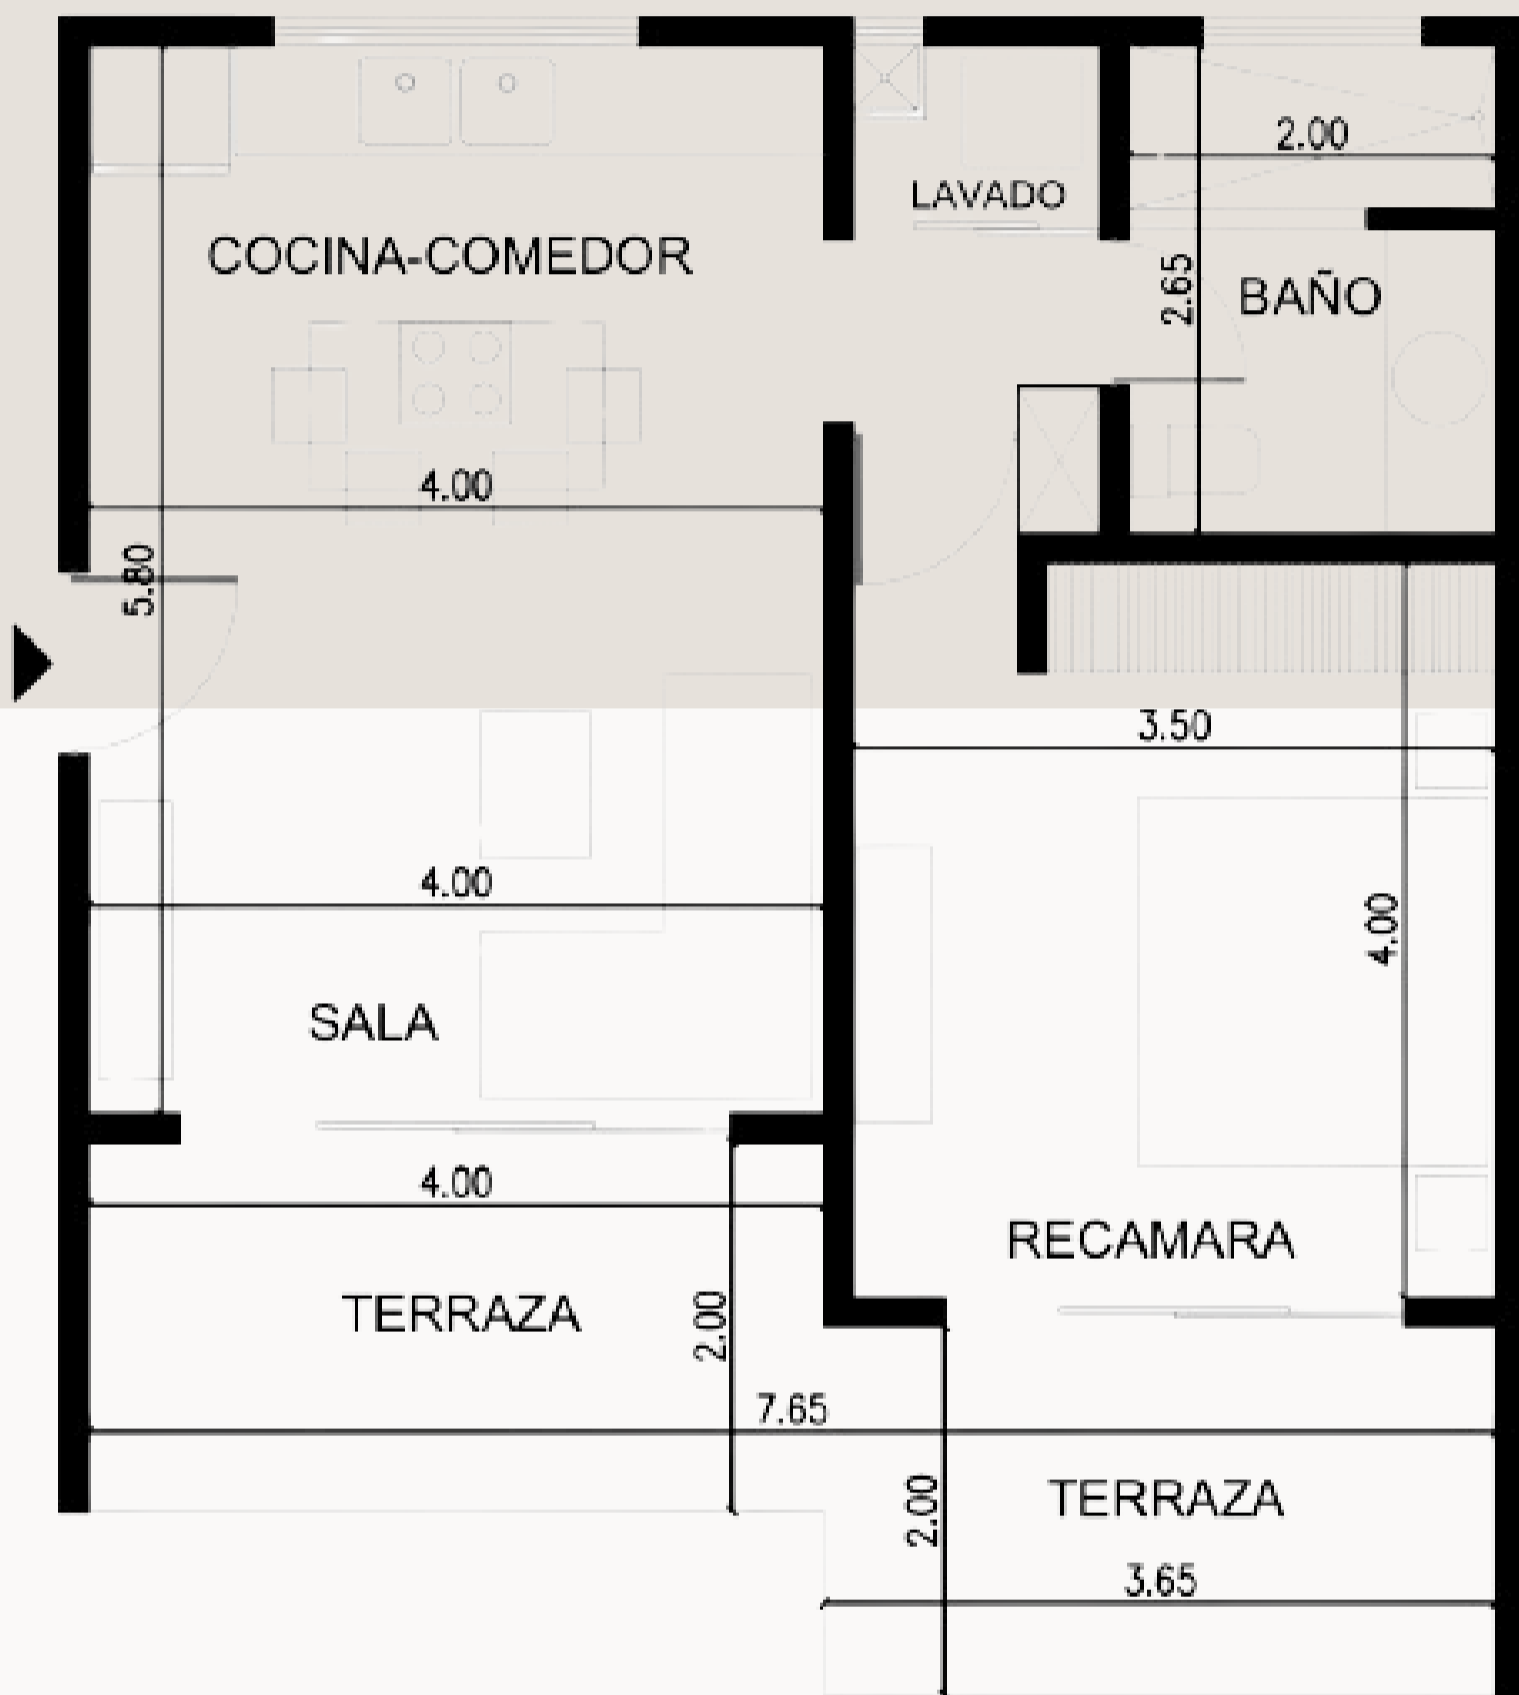 2.00
LAVADO
COCINA-COMEDOR
2.65
BAÑO
4.00
5.80
3.50
4.00
4.00
SALA
4.00
RECAMARA
TERRAZA
2.00
7.65
TERRAZA
2.00
3.65